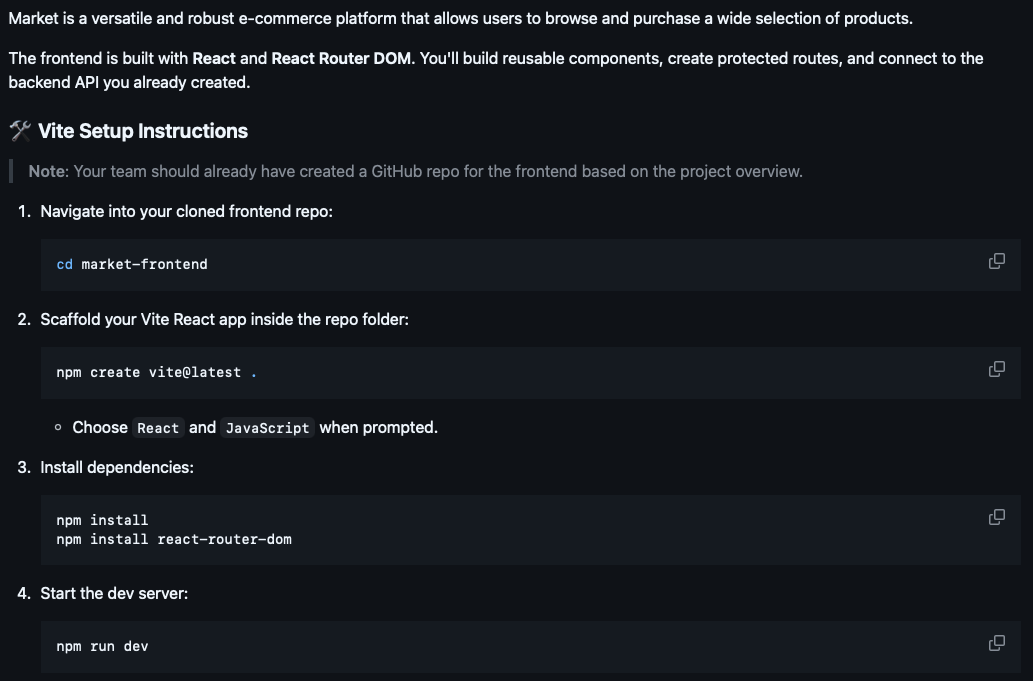 Market is a versatile and robust e-commerce platform that allows users to browse and purchase a wide selection of products.
The frontend is built with React and React Router DOM. You'll build reusable components, create protected routes, and connect to the
backend API you already created.
🛠️ Vite Setup Instructions
Note: Your team should already have created a GitHub repo for the frontend based on the project overview.
1. Navigate into your cloned frontend repo:
cd market-frontend
2. Scaffold your Vite React app inside the repo folder:
npm create vite@latest .
◦ Choose React and JavaScript when prompted.
3. Install dependencies:
npm install
npm install react-router-dom
4. Start the dev server:
npm run dev